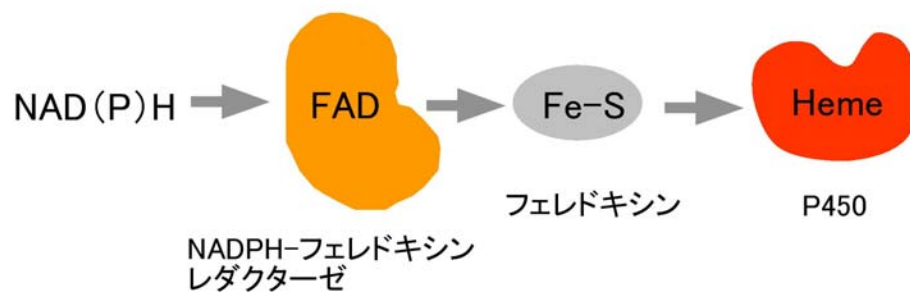 NAD(P)H
FAD
Fe-S
Heme
NADPH-フェレドキシン
レダクターゼ
フェレドキシン
P450